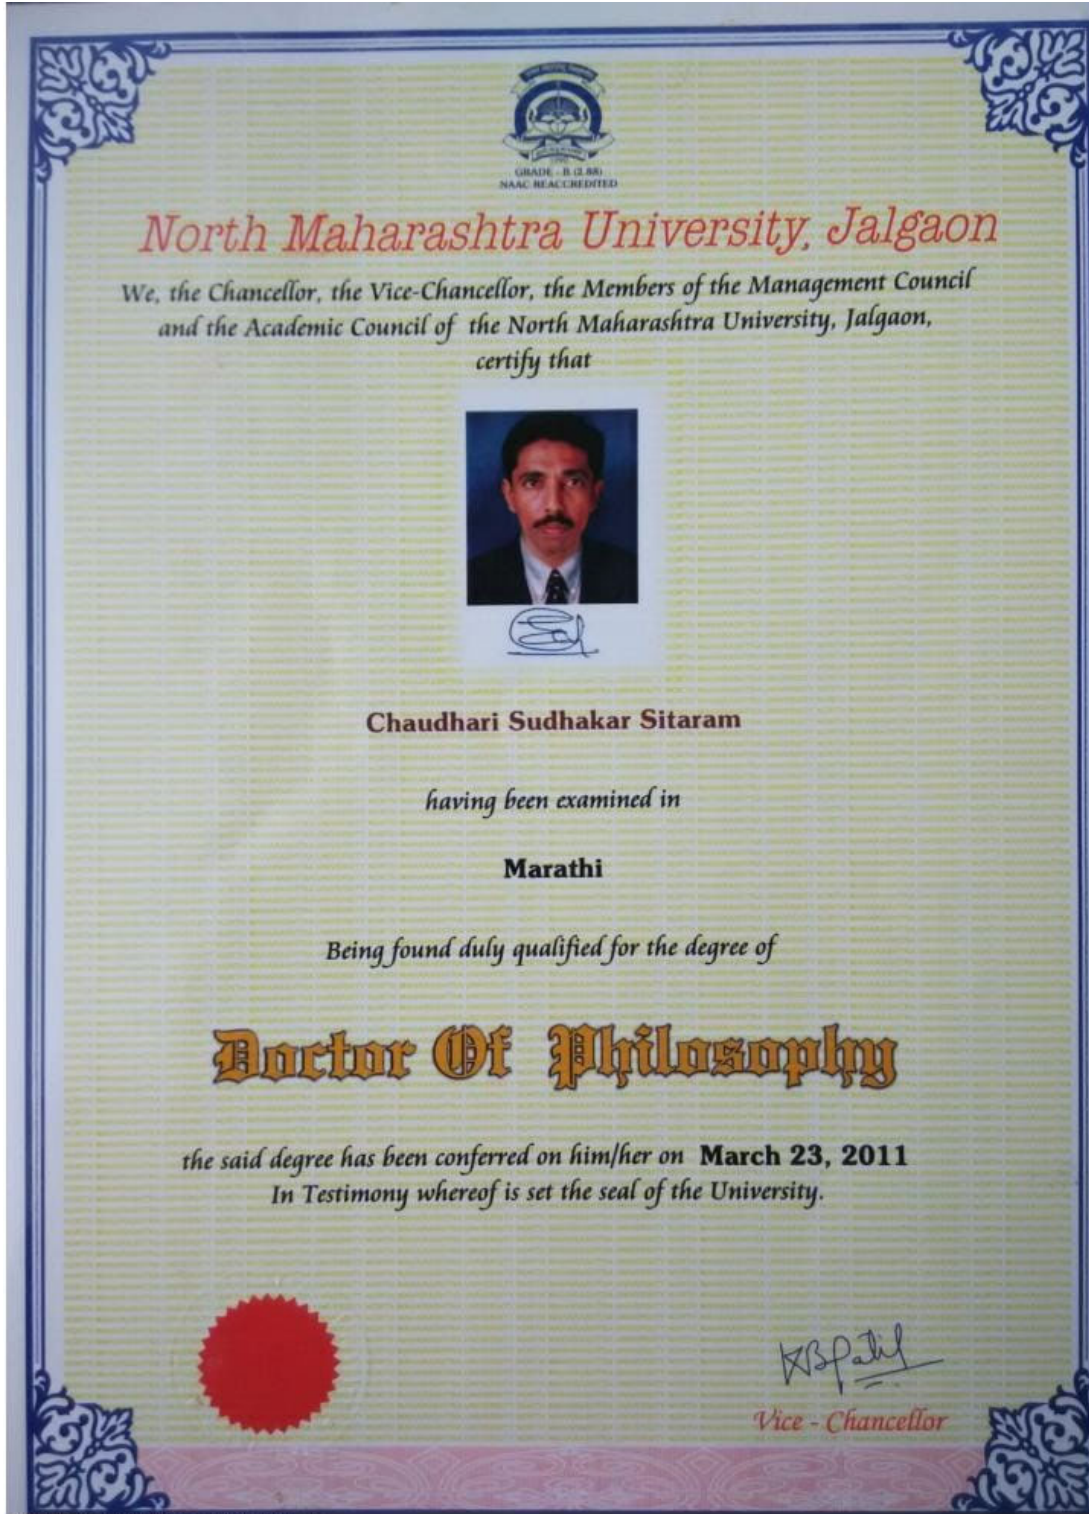 GRADE - B (2.88)
NAAC REACCREDITED
North Maharashtra University, Jalgaon
We, the Chancellor, the Vice-Chancellor, the Members of the Management Council
and the Academic Council of the North Maharashtra University, Jalgaon,
certify that
Chaudhari Sudhakar Sitaram
having been examined in
Marathi
Being found duly qualified for the degree of
Doctor Of Philosophy
the said degree has been conferred on him/her on March 23, 2011
In Testimony whereof is set the seal of the University.
KBPatil
Vice - Chancellor